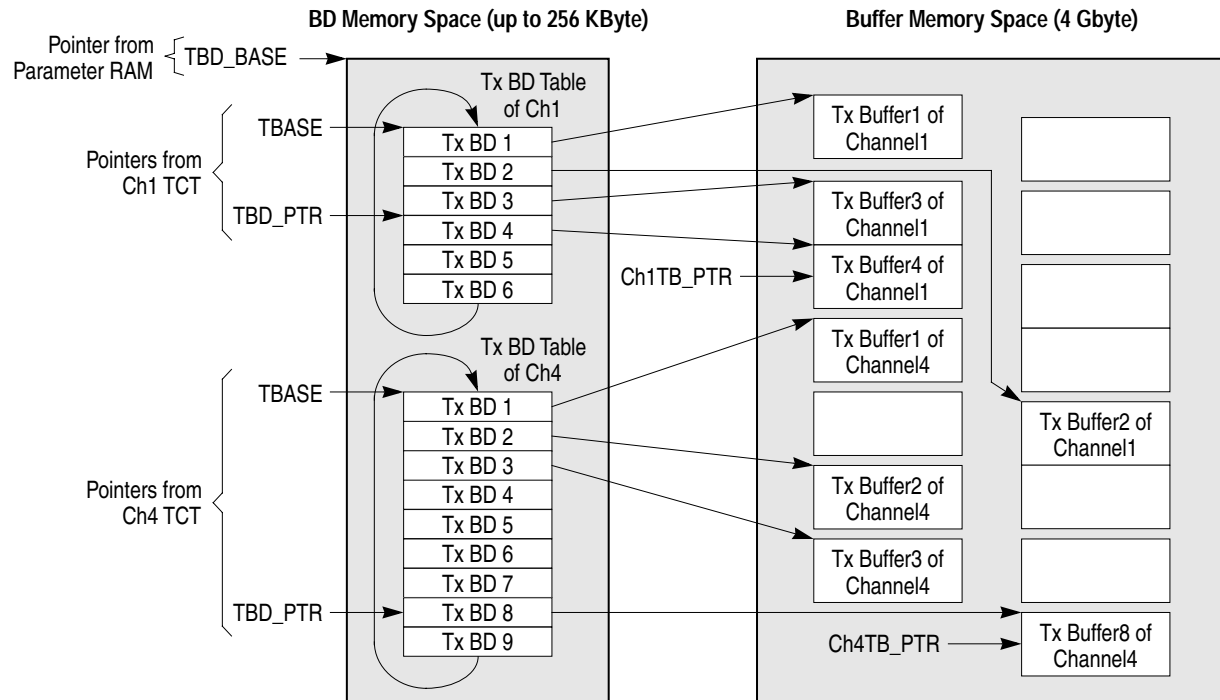 BD Memory Space (up to 256 KByte)
Buffer Memory Space (4 Gbyte)
Pointer from
Parameter RAM
TBD_BASE
Tx BD Table
of Ch1
Pointers from
Ch1 TCT
TBASE
TBD_PTR
Tx BD 1
Tx BD 2
Tx BD 3
Tx BD 4
Tx BD 5
Tx BD 6
Tx BD Table
of Ch4
Pointers from
Ch4 TCT
TBASE
TBD_PTR
Tx BD 1
Tx BD 2
Tx BD 3
Tx BD 4
Tx BD 5
Tx BD 6
Tx BD 7
Tx BD 8
Tx BD 9
Tx Buffer1 of
Channel1
Tx Buffer3 of
Channel1
Ch1TB_PTR
Tx Buffer4 of
Channel1
Tx Buffer1 of
Channel4
Tx Buffer2 of
Channel4
Tx Buffer3 of
Channel4
Tx Buffer2 of
Channel1
Ch4TB_PTR
Tx Buffer8 of
Channel4